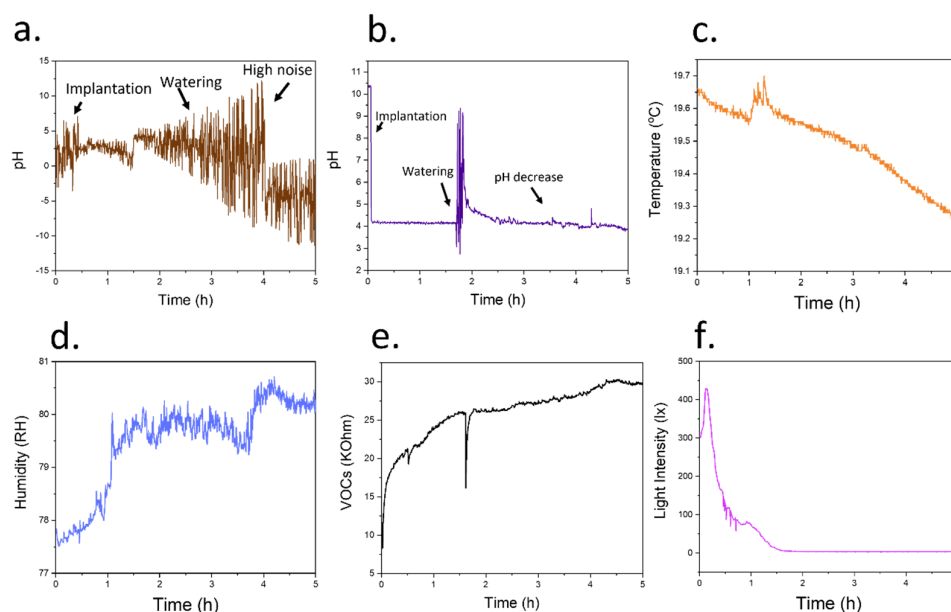 a.
15
10
5
0
-5
-10
-15
pH
Implantation
Watering
High noise
0 1 2 3 4 5
Time (h)
b.
10
9
8
7
6
5
4
3
2
pH
Implantation
Watering
pH decrease
0 1 2 3 4 5
Time (h)
c.
19.7
19.6
19.5
19.4
19.3
19.2
19.1
Temperature (°C)
0 1 2 3 4
Time (h)
d.
81
80
79
78
77
Humidity (RH)
0 1 2 3 4 5
Time (h)
e.
30
25
20
15
10
5
VOCs (KOhm)
0 1 2 3 4 5
Time (h)
f.
500
400
300
200
100
0
Light Intensity (lx)
0 1 2 3 4
Time (h)